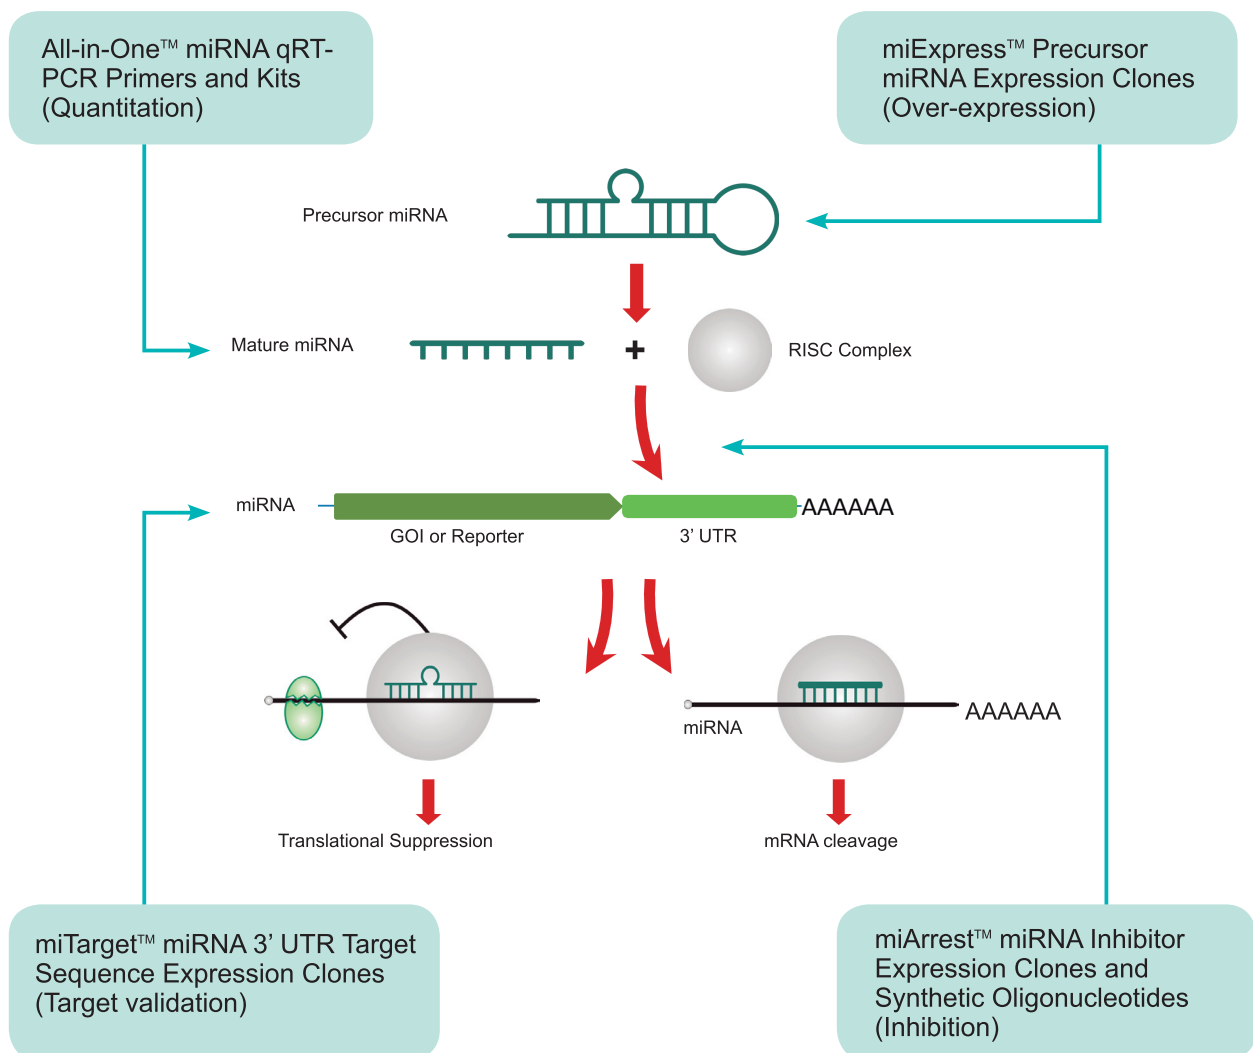 All-in-One™ miRNA qRT-
PCR Primers and Kits
(Quantitation)
miExpress™ Precursor
miRNA Expression Clones
(Over-expression)
Precursor miRNA
Mature miRNA
+
RISC Complex
miRNA
AAAAAA
GOI or Reporter
3’ UTR
miRNA
AAAAAA
Translational Suppression
mRNA cleavage
miTarget™ miRNA 3’ UTR Target
Sequence Expression Clones
(Target validation)
miArrest™ miRNA Inhibitor
Expression Clones and
Synthetic Oligonucleotides
(Inhibition)